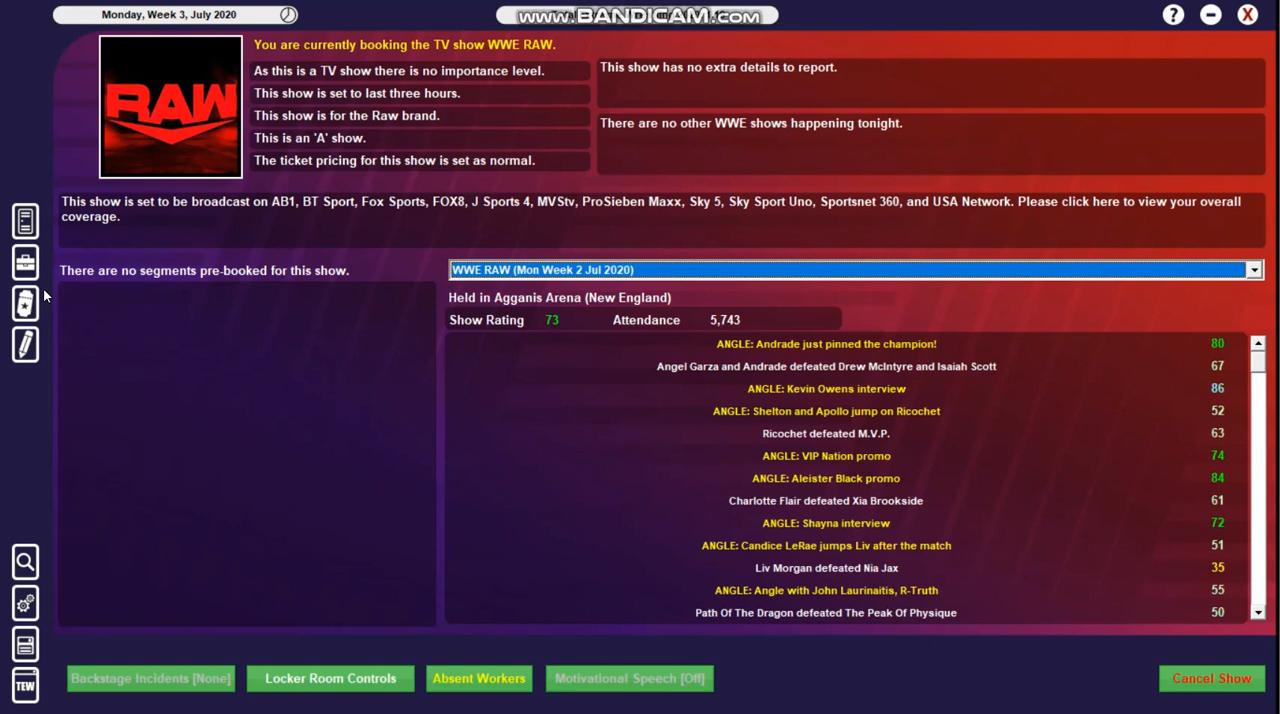 Monday, Week 3, July 2020
www.BANDICAM.com
RAW
You are currently booking the TV show WWE RAW.
As this is a TV show there is no importance level.
This show is set to last three hours.
This show is for the Raw brand.
This is an 'A' show.
The ticket pricing for this show is set as normal.
This show has no extra details to report.
There are no other WWE shows happening tonight.
This show is set to be broadcast on AB1, BT Sport, Fox Sports, FOX8, J Sports 4, MVStv, ProSieben Maxx, Sky 5, Sky Sport Uno, Sportsnet 360, and USA Network. Please click here to view your overall
coverage.
There are no segments pre-booked for this show.
WWE RAW (Mon Week 2 Jul 2020)
Held in Agganis Arena (New England)
Show Rating 73 Attendance 5,743
ANGLE: Andrade just pinned the champion! 80
Angel Garza and Andrade defeated Drew McIntyre and Isaiah Scott 67
ANGLE: Kevin Owens interview 86
ANGLE: Shelton and Apollo jump on Ricochet 52
Ricochet defeated M.V.P. 63
ANGLE: VIP Nation promo 74
ANGLE: Aleister Black promo 84
Charlotte Flair defeated Xia Brookside 61
ANGLE: Shayna interview 72
ANGLE: Candice LeRae jumps Liv after the match 51
Liv Morgan defeated Nia Jax 35
ANGLE: Angle with John Laurinaitis, R-Truth 55
Path Of The Dragon defeated The Peak Of Physique 50
TEW
Backstage Incidents [None]
Locker Room Controls
Absent Workers
Motivational Speech [Off]
Cancel Show